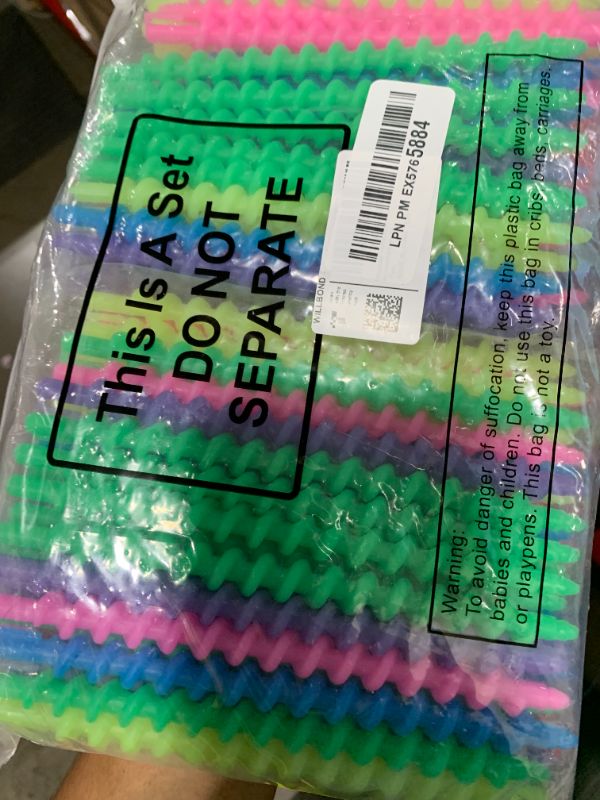 This Is A Set
DO NOT
SEPARATE
LPN PM EX5765884
WILLBOND
Warning:
To avoid danger of suffocation, keep this plastic bag away from
babies and children. Do not use this bag in cribs, beds, carriages,
or playpens. This bag is not a toy.